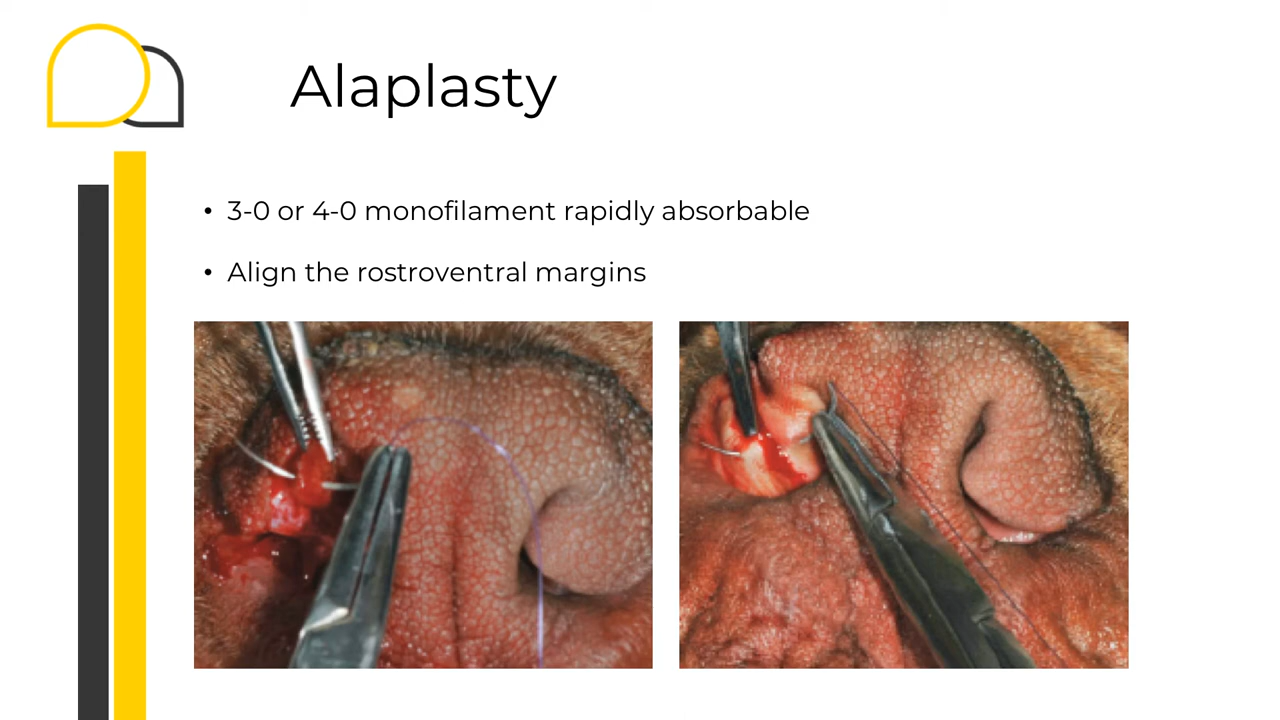 Alaplasty
• 3-0 or 4-0 monofilament rapidly absorbable
• Align the rostroventral margins